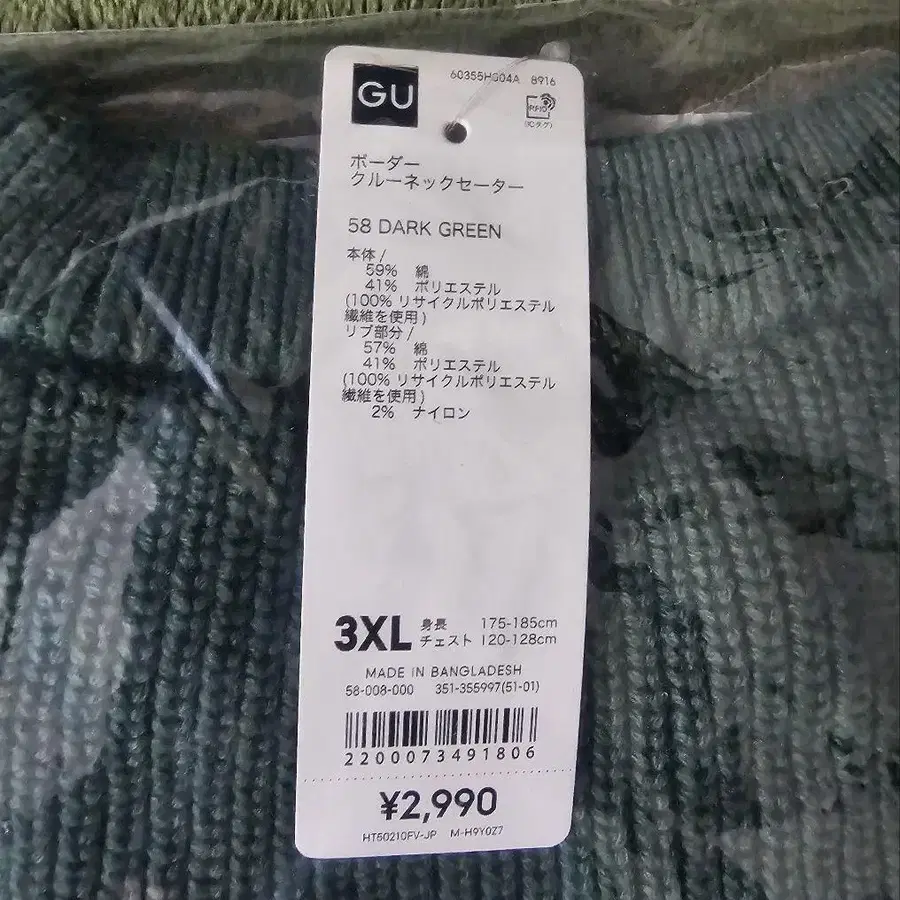 GU
60355H304A 8916
RFID
(ICタグ)
ボーダー
クルーネックセーター
58 DARK GREEN
本体 /
59% 綿
41% ポリエステル
(100% リサイクルポリエステル
繊維を使用 )
リブ部分 /
57% 綿
41% ポリエステル
(100% リサイクルポリエステル
繊維を使用 )
2% ナイロン
3XL
身長 175-185cm
チェスト 120-128cm
MADE IN BANGLADESH
58-008-000 351-355997(51-01)
2200073491806
¥2,990
HT50210FV-JP M-H9Y0Z7